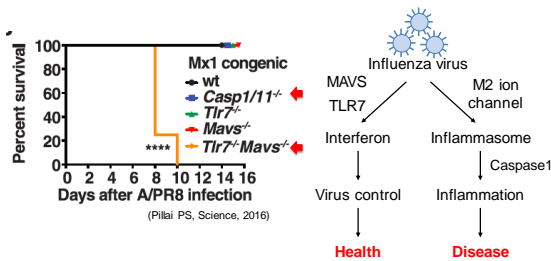 Percent survival
100
80
60
40
20
0
****
0 2 4 6 8 10 12 14 16
Days after A/PR8 infection
Mx1 congenic
wt
Casp1/11-/-
Tlr7-/-
Mavs-/-
Tlr7-/-Mavs-/-
(Pillai PS, Science, 2016)
Influenza virus
MAVS
TLR7
M2 ion
channel
Interferon
Inflammasome
Caspase1
Virus control
Inflammation
Health
Disease